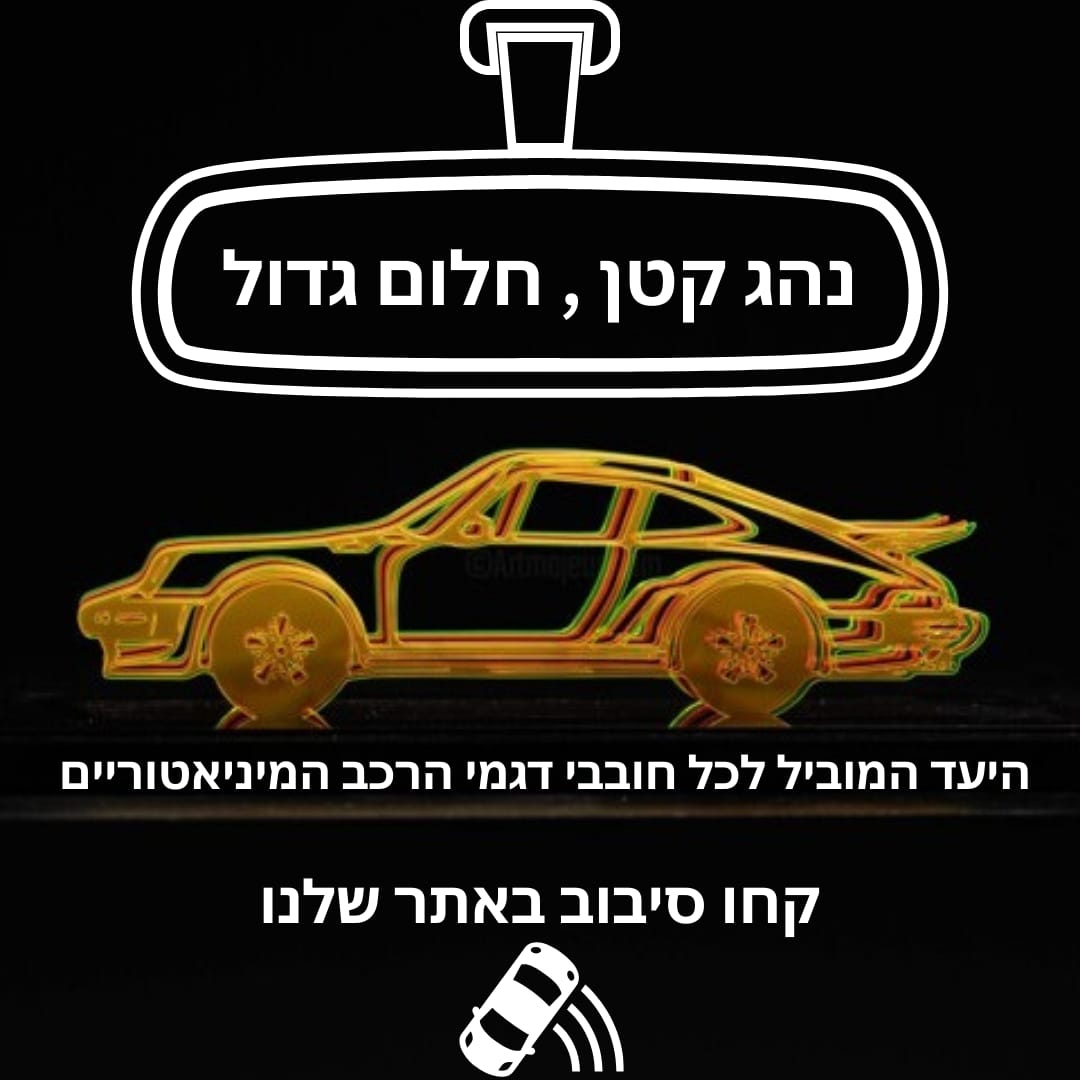 נהג קטן , חלום גדול
היעד המוביל לכל חובבי דגמי הרכב המיניאטוריים
קחו סיבוב באתר שלנו